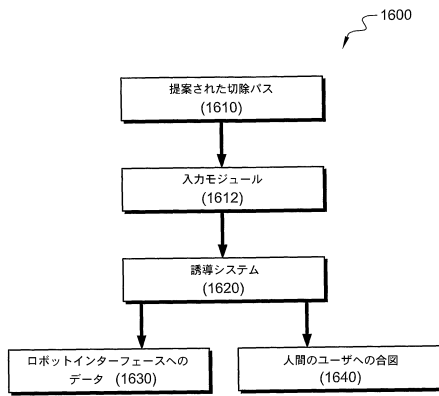 1600
提案された切除パス
(1610)
入力モジュール
(1612)
誘導システム
(1620)
ロボットインターフェースへの
データ (1630)
人間のユーザへの合図
(1640)